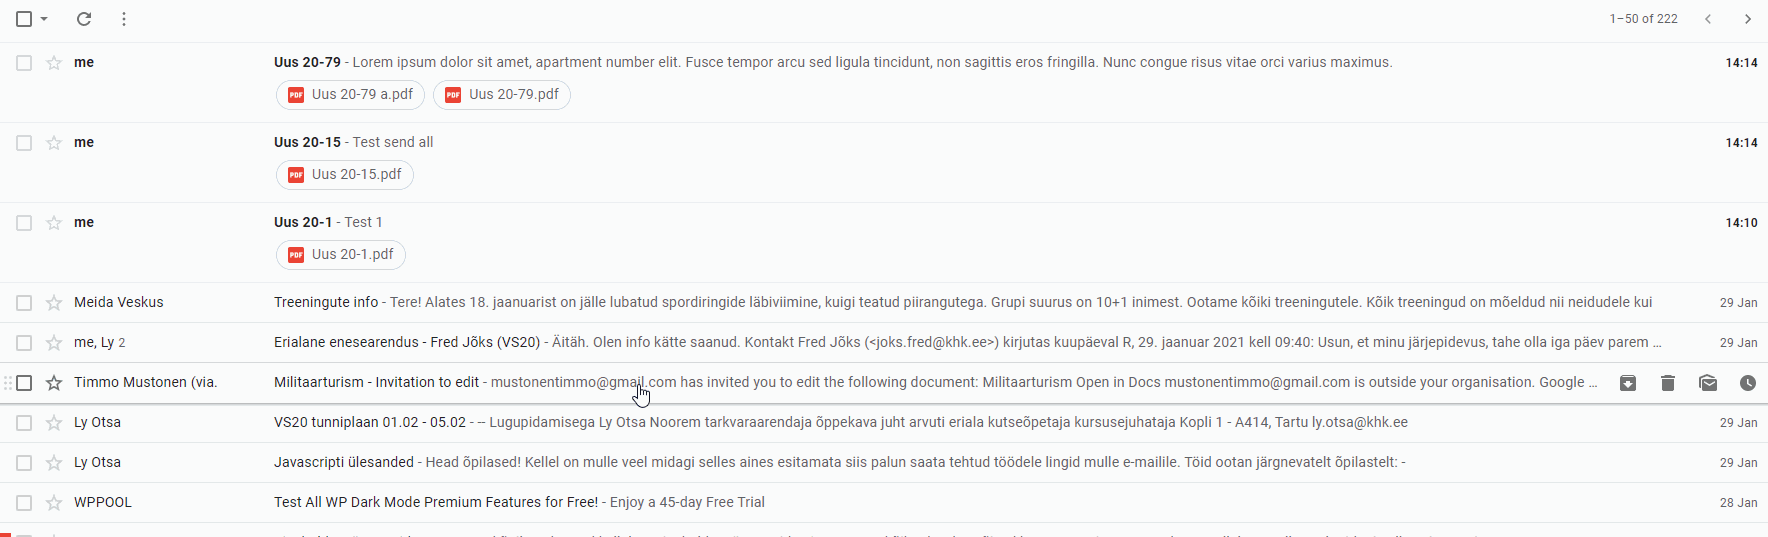 1–50 of 222
me Uus 20-79 - Lorem ipsum dolor sit amet, apartment number elit. Fusce tempor arcu sed ligula tincidunt, non sagittis eros fringilla. Nunc congue risus vitae orci varius maximus. 14:14
PDF Uus 20-79 a.pdf PDF Uus 20-79.pdf
me Uus 20-15 - Test send all 14:14
PDF Uus 20-15.pdf
me Uus 20-1 - Test 1 14:10
PDF Uus 20-1.pdf
Meida Veskus Treeningute info - Tere! Alates 18. jaanuarist on jälle lubatud spordiringide läbiviimine, kuigi teatud piirangutega. Grupi suurus on 10+1 inimest. Ootame kõiki treeningutele. Kõik treeningud on mõeldud nii neidudele kui 29 Jan
me, Ly 2 Erialane enesearendus - Fred Jõks (VS20) - Äitäh. Olen info kätte saanud. Kontakt Fred Jõks (<joks.fred@khk.ee>) kirjutas kuupäeval R, 29. jaanuar 2021 kell 09:40: Usun, et minu järjepidevus, tahe olla iga päev parem ... 29 Jan
Timmo Mustonen (via. Militaarturism - Invitation to edit - mustonentimmo@gmail.com has invited you to edit the following document: Militaarturism Open in Docs mustonentimmo@gmail.com is outside your organisation. Google ...
Ly Otsa VS20 tunniplaan 01.02 - 05.02 - -- Lugupidamisega Ly Otsa Noorem tarkvaraarendaja õppekava juht arvuti eriala kutseõpetaja kursusejuhataja Kopli 1 - A414, Tartu ly.otsa@khk.ee 29 Jan
Ly Otsa Javascripti ülesanded - Head õpilased! Kellel on mulle veel midagi selles aines esitamata siis palun saata tehtud töödele lingid mulle e-mailile. Töid ootan järgnevatelt õpilastelt: - 29 Jan
WPPOOL Test All WP Dark Mode Premium Features for Free! - Enjoy a 45-day Free Trial 28 Jan